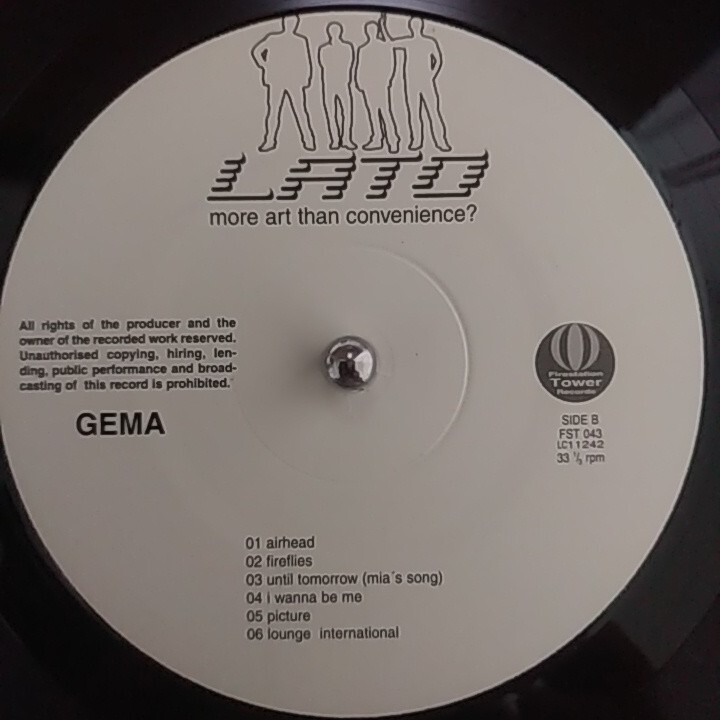 LATO
more art than convenience?
All rights of the producer and the
owner of the recorded work reserved.
Unauthorised copying, hiring, len-
ding, public performance and broad-
casting of this record is prohibited.
GEMA
Firestation
Tower
Records
SIDE B
FST 043
LC11242
33 ⅓ rpm
01 airhead
02 fireflies
03 until tomorrow (mia´s song)
04 i wanna be me
05 picture
06 lounge international